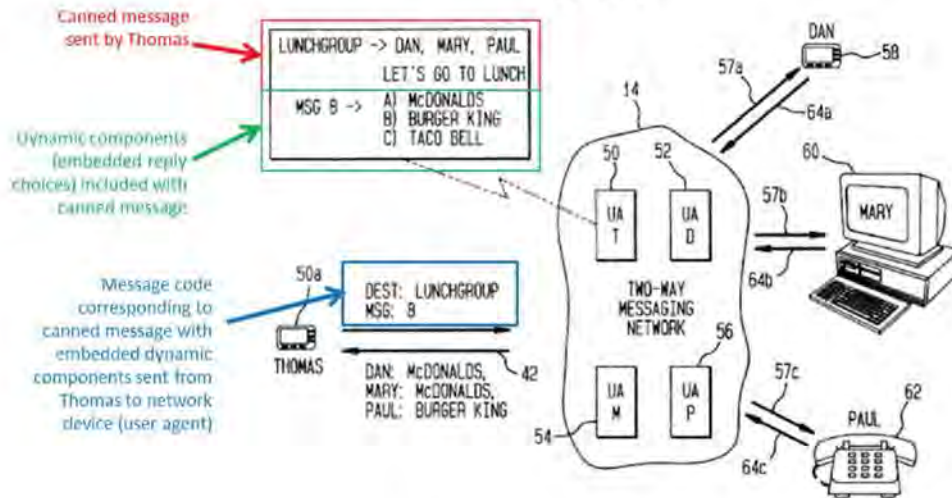 Canned message
sent by Thomas
LUNCHGROUP -> DAN, MARY, PAUL
LET'S GO TO LUNCH
MSG B -> A) McDONALDS
B) BURGER KING
C) TACO BELL
Dynamic components
(embedded reply
choices) included with
canned message
DAN
58
57a
64a
14
50
52
60
UA
T
UA
D
MARY
57b
64b
Message code
corresponding to
canned message with
embedded dynamic
components sent from
Thomas to network
device (user agent)
50a
THOMAS
DEST: LUNCHGROUP
MSG: B
42
DAN: McDONALDS,
MARY: McDONALDS,
PAUL: BURGER KING
TWO-WAY
MESSAGING
NETWORK
56
54
UA
M
UA
P
57c
64c
PAUL
62